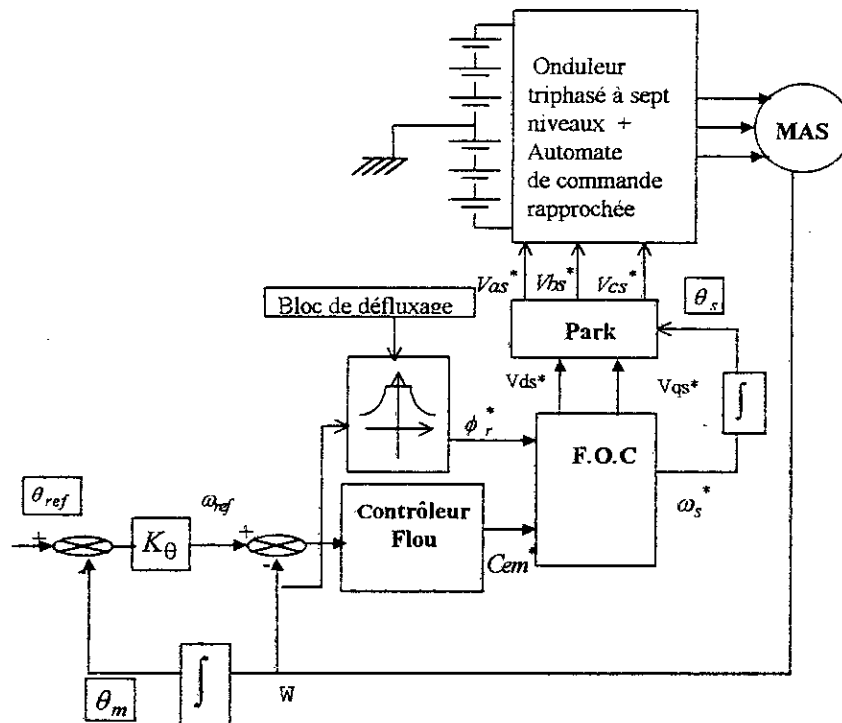 Onduleur
triphasé à sept
niveaux +
Automate
de commande
rapprochée
MAS
Vas* Vbs* Vcs*
θs
Bloc de défluxage
Park
Vds* Vqs*
∫
ϕr*
F.O.C
ωs*
θref
ωref
Contrôleur
Flou
+ Kθ +
- -
Cem*
∫
θm
W